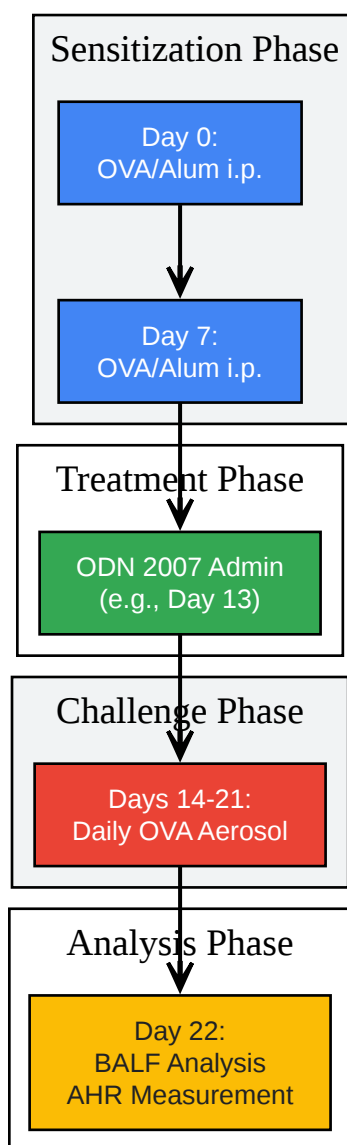 Sensitization Phase
Day 0:
OVA/Alum i.p.
Day 7:
OVA/Alum i.p.
Treatment Phase
ODN 2007 Admin
(e.g., Day 13)
Challenge Phase
Days 14-21:
Daily OVA Aerosol
Analysis Phase
Day 22:
BALF Analysis
AHR Measurement